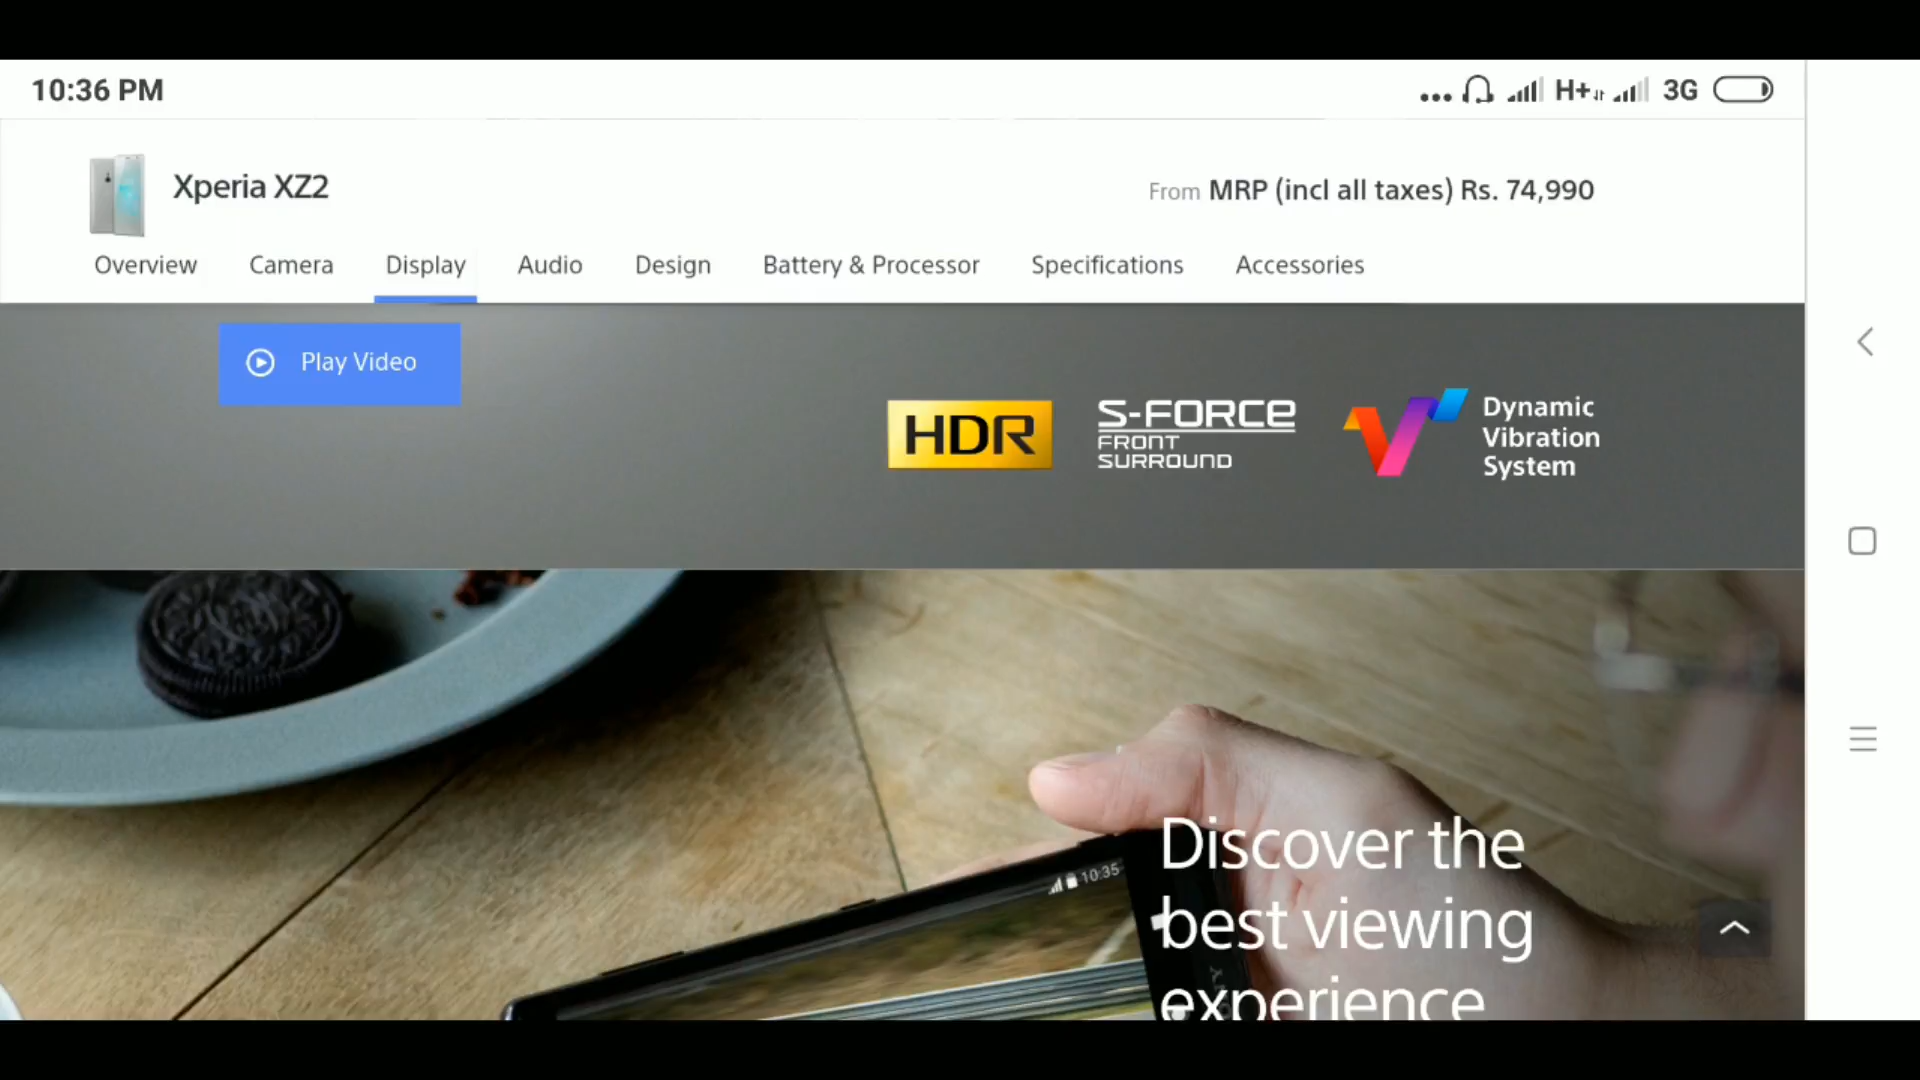 10:36 PM
H+ 3G
Xperia XZ2
From MRP (incl all taxes) Rs. 74,990
Overview Camera Display Audio Design Battery & Processor Specifications Accessories
Play Video
HDR
S-FORCE
FRONT
SURROUND
Dynamic
Vibration
System
10:35
Discover the
best viewing
experience